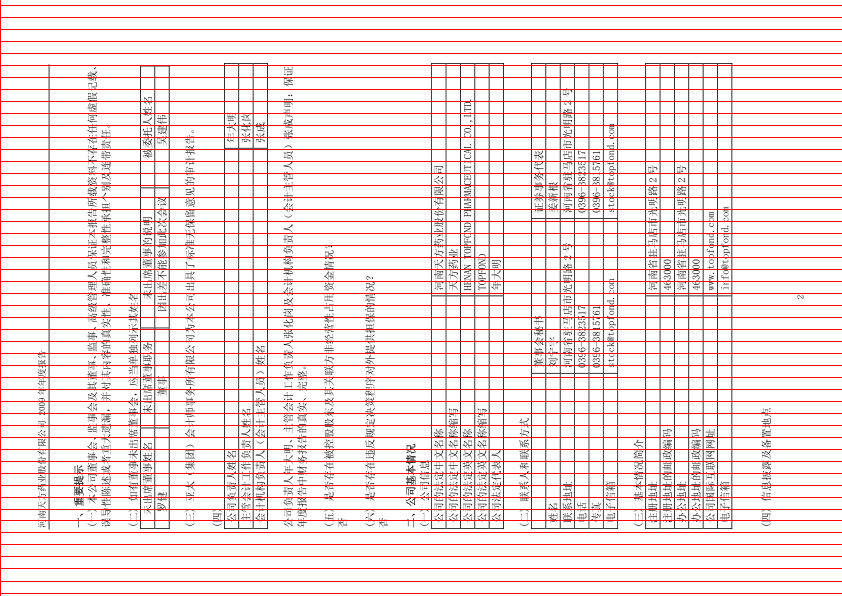 河南天方药业股份有限公司 2009 年年度报告
一、重要提示
（一）本公司董事会、监事会及其董事、监事、高级管理人员保证本报告所载资料不存在任何虚假记载、
误导性陈述或者重大遗漏，并对其内容的真实性、准确性和完整性承担个别及连带责任。
（二）如有董事未出席董事会，应当单独列示其姓名
未出席董事姓名 未出席董事职务 未出席董事的说明 被委托人姓名
罗健 董事 因出差不能参加此次会议 吴建伟
（三）亚太（集团）会计师事务所有限公司为本公司出具了标准无保留意见的审计报告。
（四）
公司负责人姓名 年大明
主管会计工作负责人姓名 张化岗
会计机构负责人（会计主管人员）姓名 张成
公司负责人年大明、主管会计工作负责人张化岗及会计机构负责人（会计主管人员）张成声明：保证
年度报告中财务报告的真实、完整。
（五）是否存在被控股股东及其关联方非经营性占用资金情况？
否
（六）是否存在违反规定决策程序对外提供担保的情况？
否
二、公司基本情况
（一）公司信息
公司的法定中文名称 河南天方药业股份有限公司
公司的法定中文名称缩写 天方药业
公司的法定英文名称 HENAN TOPFOND PHARMACEUTICAL CO.,LTD.
公司的法定英文名称缩写 TOPFOND
公司法定代表人 年大明
（二）联系人和联系方式
董事会秘书 证券事务代表
姓名 刘宁宇 姜新根
联系地址 河南省驻马店市光明路 2 号 河南省驻马店市光明路 2 号
电话 0396-3823517 0396-3823517
传真 0396-3815761 0396-3815761
电子信箱 stock@topfond.com stock@topfond.com
（三）基本情况简介
注册地址 河南省驻马店市光明路 2 号
注册地址的邮政编码 463000
办公地址 河南省驻马店市光明路 2 号
办公地址的邮政编码 463000
公司国际互联网网址 www.topfond.com
电子信箱 info@topfond.com
（四）信息披露及备置地点
2